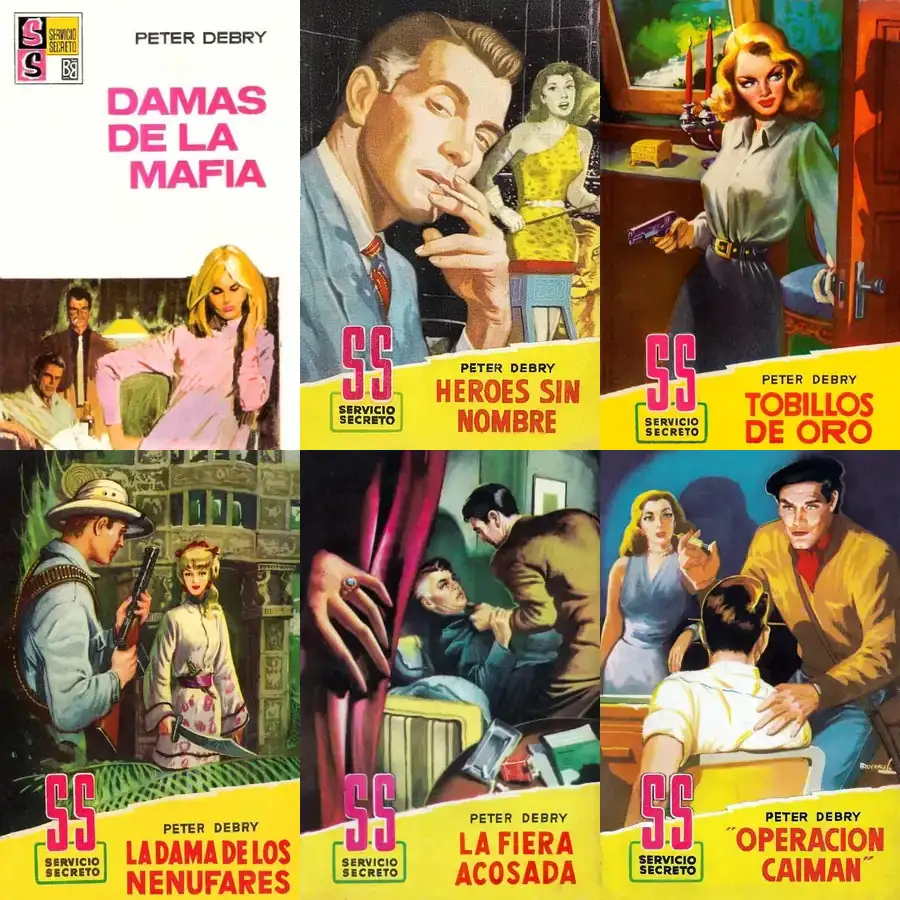 S
S
SERVICIO
SECRETO
B
PETER DEBRY
DAMAS
DE LA
MAFIA
SS
SERVICIO
SECRETO
PETER DEBRY
HEROES SIN
NOMBRE
SS
SERVICIO
SECRETO
PETER DEBRY
TOBILLOS
DE ORO
SS
SERVICIO
SECRETO
PETER DEBRY
LA DAMA DE LOS
NENUFARES
SS
SERVICIO
SECRETO
PETER DEBRY
LA FIERA
ACOSADA
SS
SERVICIO
SECRETO
PETER DEBRY
"OPERACION
CAIMAN"